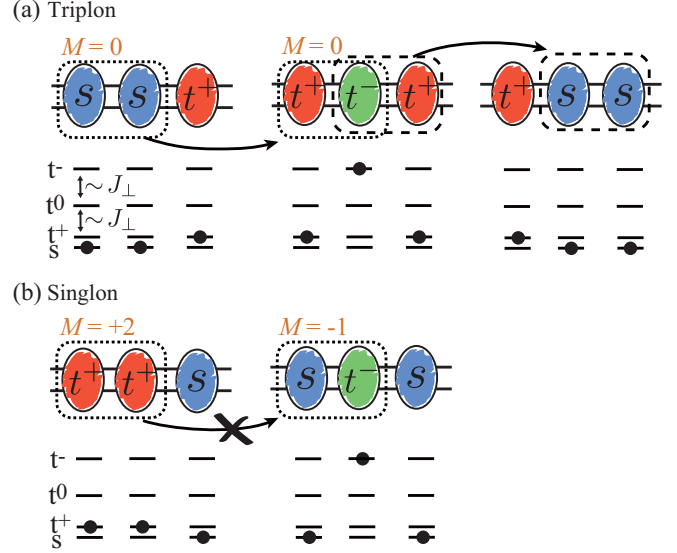 (a) Triplon
M = 0 M = 0
s s t⁺ t⁺ t⁻ t⁺ t⁺ s s
t-
~ J⊥
t⁰
~ J⊥
t⁺
s
(b) Singlon
M = +2 M = -1
t⁺ t⁺ s s t⁻ s
t-
t⁰
t⁺
s